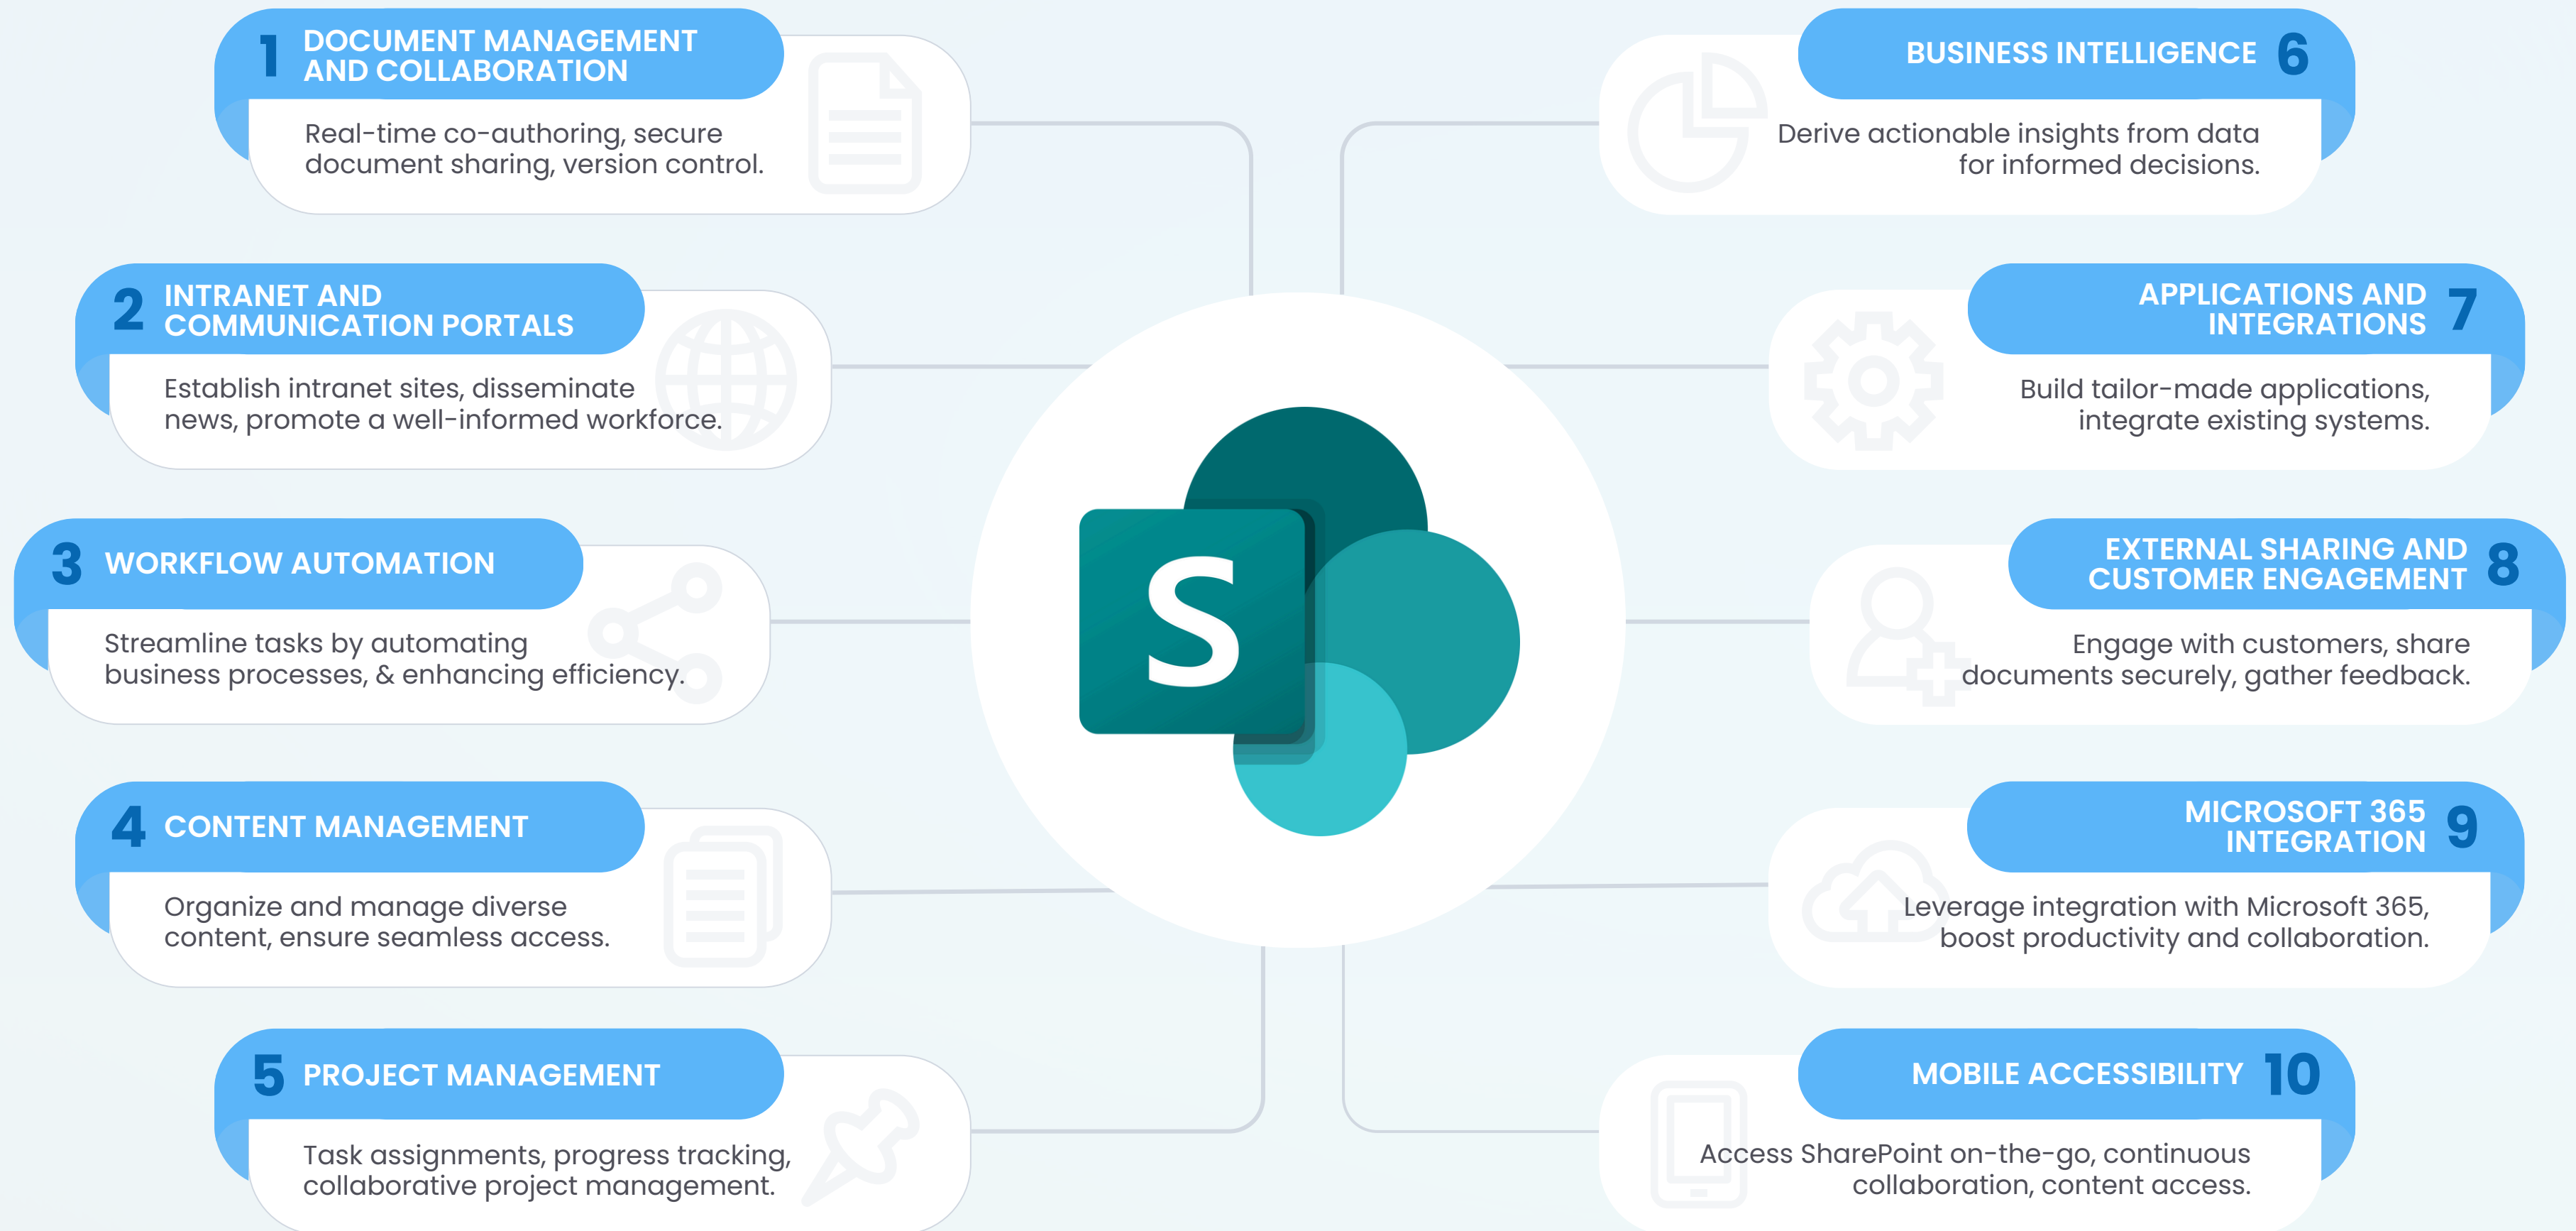 1
DOCUMENT MANAGEMENT
AND COLLABORATION
Real-time co-authoring, secure
document sharing, version control.
2
INTRANET AND
COMMUNICATION PORTALS
Establish intranet sites, disseminate
news, promote a well-informed workforce.
3
WORKFLOW AUTOMATION
Streamline tasks by automating
business processes, & enhancing efficiency.
4
CONTENT MANAGEMENT
Organize and manage diverse
content, ensure seamless access.
5
PROJECT MANAGEMENT
Task assignments, progress tracking,
collaborative project management.
S
BUSINESS INTELLIGENCE
6
Derive actionable insights from data
for informed decisions.
APPLICATIONS AND
INTEGRATIONS
7
Build tailor-made applications,
integrate existing systems.
EXTERNAL SHARING AND
CUSTOMER ENGAGEMENT
8
Engage with customers, share
documents securely, gather feedback.
MICROSOFT 365
INTEGRATION
9
Leverage integration with Microsoft 365,
boost productivity and collaboration.
MOBILE ACCESSIBILITY
10
Access SharePoint on-the-go, continuous
collaboration, content access.